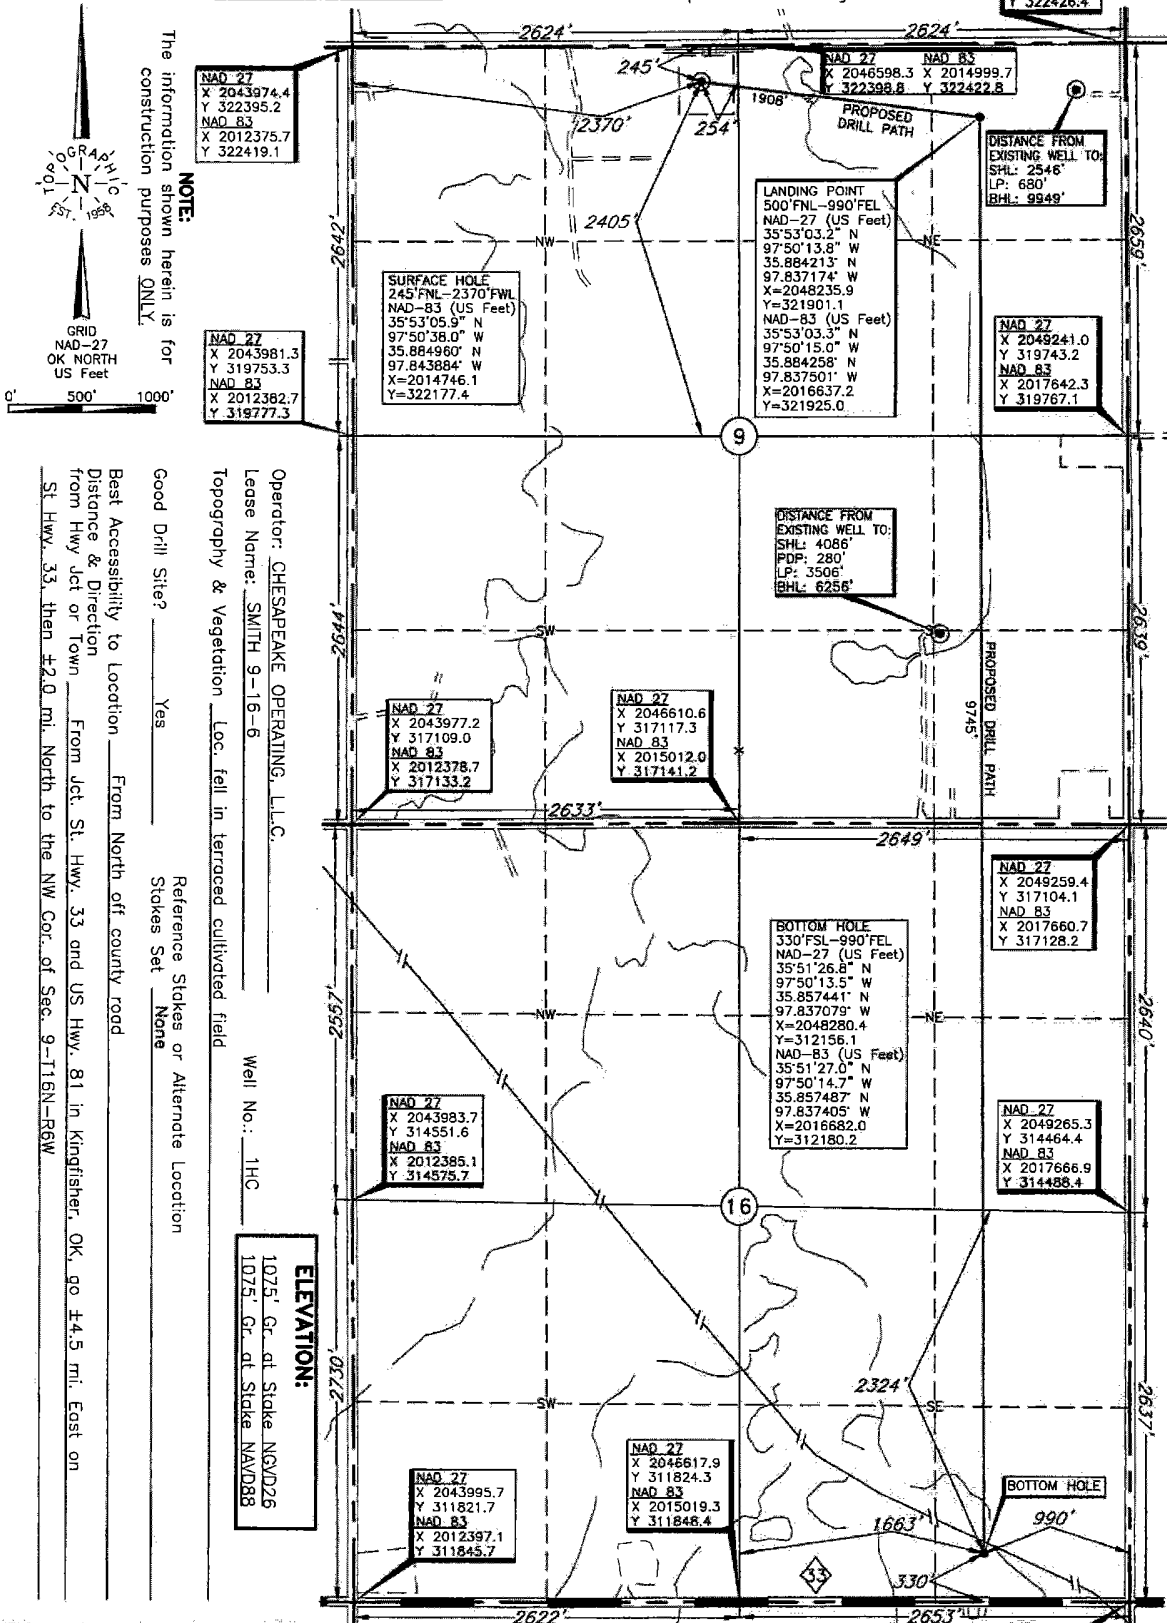 322426.4
2624'
2624'
NAD 27
X 2043974.4
Y 322395.2
NAD 83
X 2012375.7
Y 322419.1
245'
2370'
254'
1908'
PROPOSED
DRILL PATH
NAD 27 NAD 83
X 2046598.3 X 2014999.7
Y 322398.8 Y 322422.8
DISTANCE FROM
EXISTING WELL TO:
SHL: 2546'
LP: 680'
BHL: 9949'
TOPOGRAPHIC
N
EST. 1958
GRID
NAD-27
OK NORTH
US Feet
0' 500' 1000'
NOTE:
The information shown herein is for
construction purposes ONLY.
2642'
2405'
NW
NE
2659'
SURFACE HOLE
245'FNL-2370'FWL
NAD-83 (US Feet)
35°53'05.9" N
97°50'38.0" W
35.884960° N
97.843884° W
X=2014746.1
Y=322177.4
LANDING POINT
500'FNL-990'FEL
NAD-27 (US Feet)
35°53'03.2" N
97°50'13.8" W
35.884213° N
97.837174° W
X=2048235.9
Y=321901.1
NAD-83 (US Feet)
35°53'03.3" N
97°50'15.0" W
35.884258° N
97.837501° W
X=2016637.2
Y=321925.0
NAD 27
X 2043981.3
Y 319753.3
NAD 83
X 2012382.7
Y 319777.3
NAD 27
X 2049241.0
Y 319743.2
NAD 83
X 2017642.3
Y 319767.1
9
DISTANCE FROM
EXISTING WELL TO:
SHL: 4086'
PDP: 280'
LP: 3506'
BHL: 6256'
2644'
SW
S
2639'
PROPOSED DRILL PATH
9745'
NAD 27
X 2043977.2
Y 317109.0
NAD 83
X 2012378.7
Y 317133.2
NAD 27
X 2046610.6
Y 317117.3
NAD 83
X 2015012.0
Y 317141.2
2633'
2649'
NAD 27
X 2049259.4
Y 317104.1
NAD 83
X 2017660.7
Y 317128.2
BOTTOM HOLE
330'FSL-990'FEL
NAD-27 (US Feet)
35°51'26.8" N
97°50'13.5" W
35.857441° N
97.837079° W
X=2048280.4
Y=312156.1
NAD-83 (US Feet)
35°51'27.0" N
97°50'14.7" W
35.857487° N
97.837405° W
X=2016682.0
Y=312180.2
2557'
NW
NE
2640'
NAD 27
X 2043983.7
Y 314551.6
NAD 83
X 2012385.1
Y 314575.7
NAD 27
X 2049265.3
Y 314464.4
NAD 83
X 2017666.9
Y 314488.4
16
2730'
SW
2324'
SE
2637'
NAD 27
X 2043995.7
Y 311821.7
NAD 83
X 2012397.1
Y 311845.7
NAD 27
X 2046617.9
Y 311824.3
NAD 83
X 2015019.3
Y 311848.4
BOTTOM HOLE
1663'
990'
33
330'
2622'
2653'
Operator: CHESAPEAKE OPERATING, L.L.C.
Lease Name: SMITH 9-16-6 Well No.: 1HC
Topography & Vegetation Loc. fell in terraced cultivated field
Good Drill Site? Yes Reference Stakes or Alternate Location
Stakes Set None
Best Accessibility to Location From North off county road
Distance & Direction
from Hwy Jct or Town From Jct. St. Hwy. 33 and US Hwy. 81 in Kingfisher, OK, go ±4.5 mi. East on
St Hwy. 33, then ±2.0 mi. North to the NW Cor. of Sec. 9-T16N-R6W
ELEVATION:
1075' Gr. at Stake NGVD26
1075' Gr. at Stake NAVD88